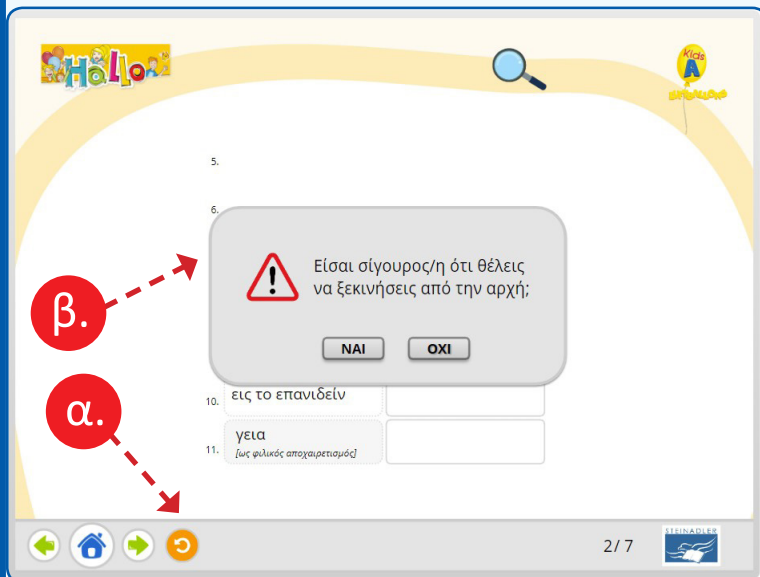 Hallo
Kids
A
LUFTBALLONS
5.
6.
Είσαι σίγουρος/η ότι θέλεις
να ξεκινήσεις από την αρχή;
β.
ΝΑΙ ΟΧΙ
10. εις το επανιδείν
α.
11. γεια
[ως φιλικός αποχαιρετισμός]
2/ 7
STEINADLER